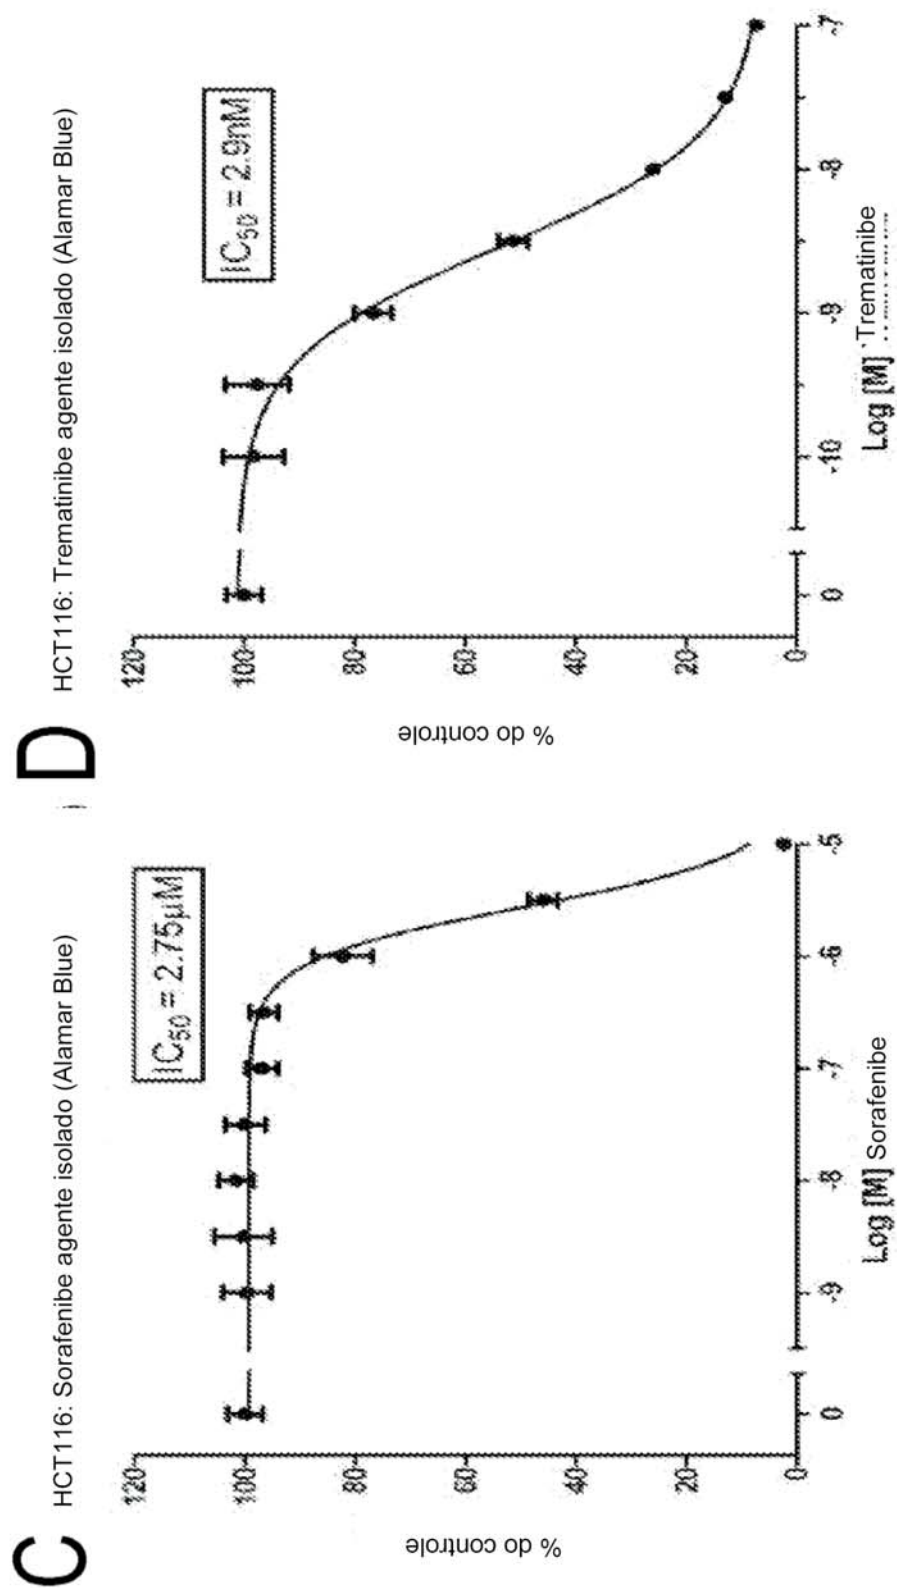 C
HCT116: Sorafenibe agente isolado (Alamar Blue)
IC50 = 2.75µM
% do controle
120
100
80
60
40
20
0
0 -9 -8 -7 -6 -5
Log [M] Sorafenibe
D
HCT116: Trematinibe agente isolado (Alamar Blue)
IC50 = 2.9nM
% do controle
120
100
80
60
40
20
0
0 -10 -9 -8 -7
Log [M] Trematinibe